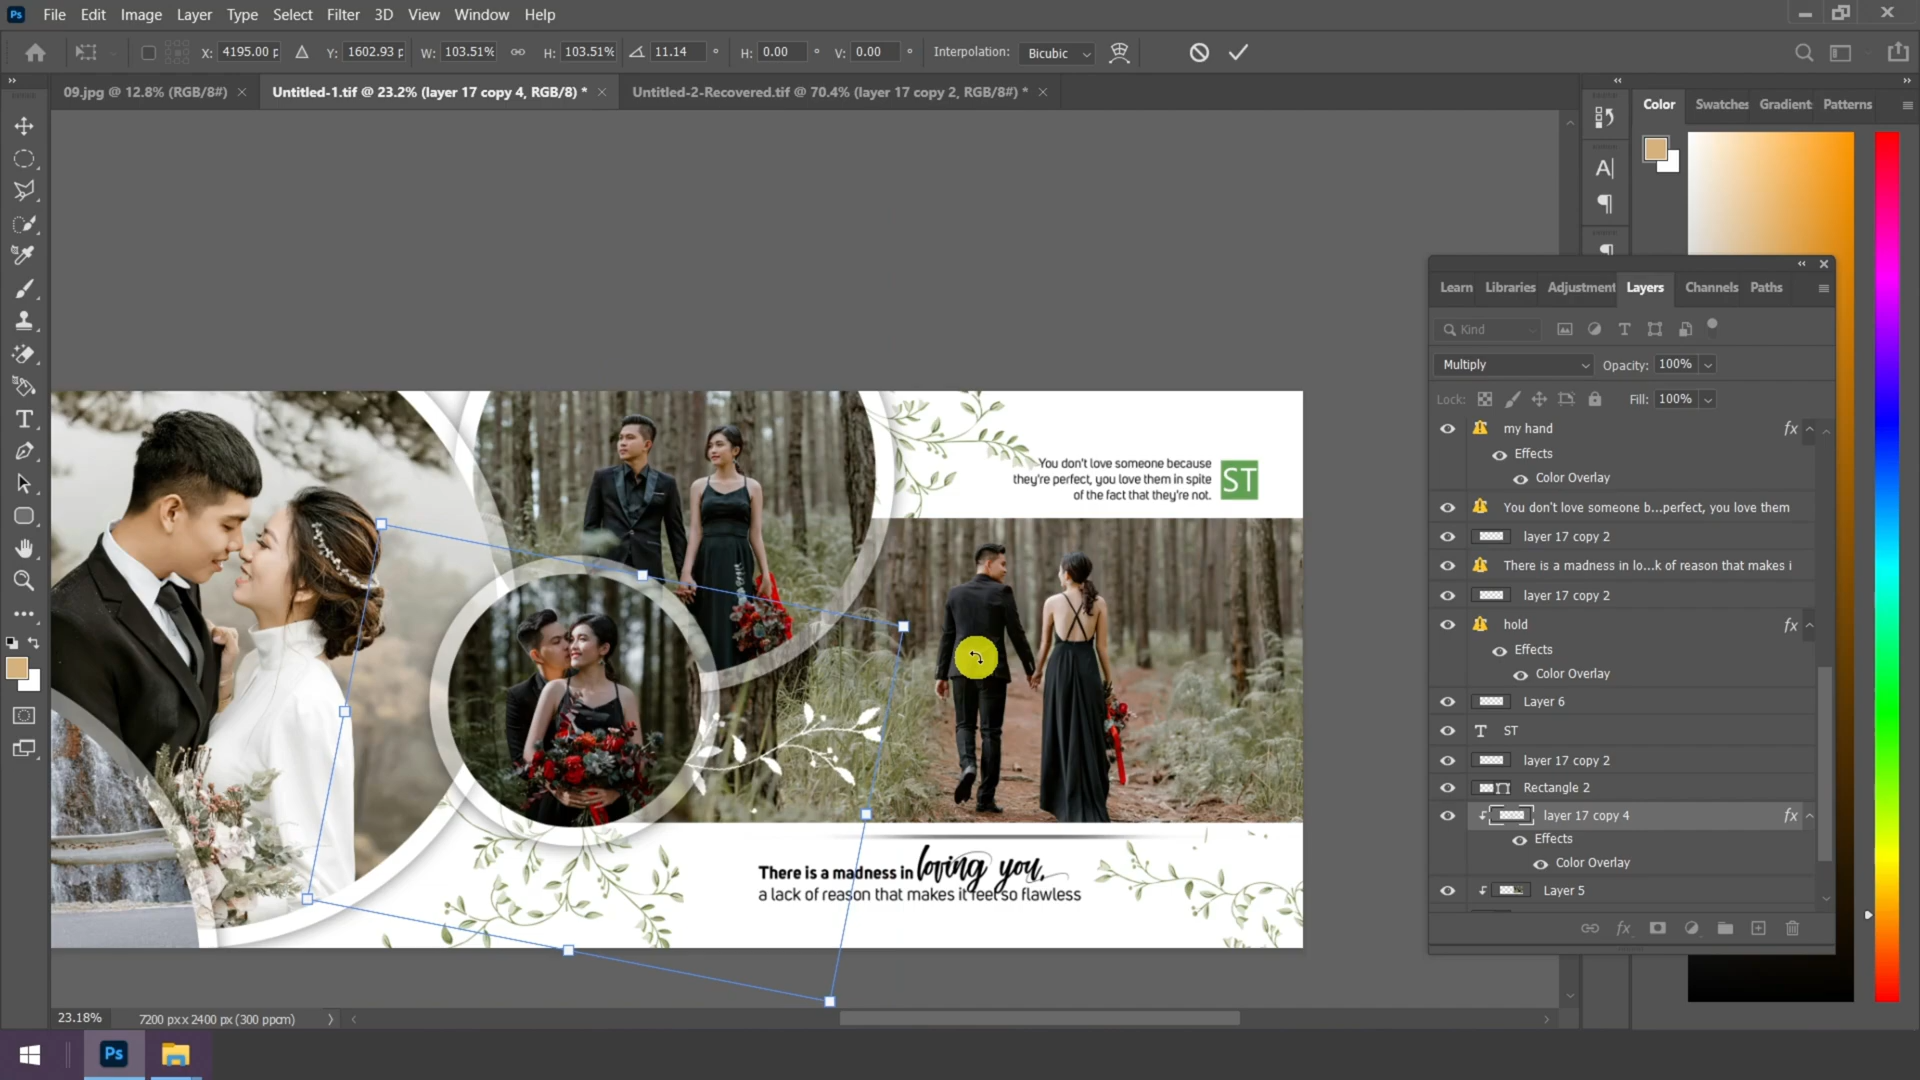 Ps File Edit Image Layer Type Select Filter 3D View Window Help
X: 4195.00 p Y: 1602.93 p W: 103.51% H: 103.51% 11.14 ° H: 0.00 ° V: 0.00 ° Interpolation: Bicubic
09.jpg @ 12.8% (RGB/8#) × Untitled-1.tif @ 23.2% (layer 17 copy 4, RGB/8) * × Untitled-2-Recovered.tif @ 70.4% (layer 17 copy 2, RGB/8#) * ×
Color Swatches Gradient Patterns
Learn Libraries Adjustment Layers Channels Paths
Kind
Multiply Opacity: 100%
Lock: Fill: 100%
my hand fx
Effects
Color Overlay
You don't love someone b...perfect, you love them
layer 17 copy 2
There is a madness in lo...k of reason that makes i
layer 17 copy 2
hold fx
Effects
Color Overlay
Layer 6
T ST
layer 17 copy 2
Rectangle 2
layer 17 copy 4 fx
Effects
Color Overlay
Layer 5
You don't love someone because
they're perfect, you love them in spite
of the fact that they're not.
ST
There is a madness in loving you,
a lack of reason that makes it feel so flawless
23.18% 7200 px x 2400 px (300 ppcm)
Ps